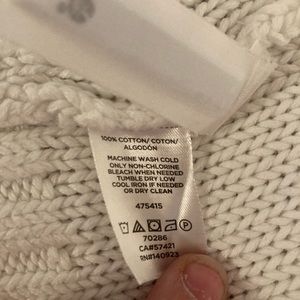 100% COTTON/ COTON/
ALGODÓN
MACHINE WASH COLD
ONLY NON-CHLORINE
BLEACH WHEN NEEDED
TUMBLE DRY LOW
COOL IRON IF NEEDED
OR DRY CLEAN
475415
P
70286
CA#57421
RN#140923